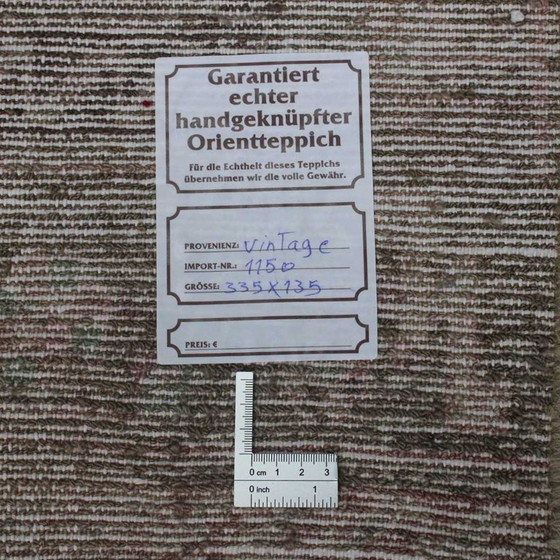 Garantiert
echter
handgeknüpfter
Orientteppich
Für die Echtheit dieses Teppichs
übernehmen wir die volle Gewähr.
PROVENIENZ: Vintage
IMPORT-NR.: 1150
GRÖSSE: 335X135
PREIS: €
0 cm 1 2 3
0 inch 1